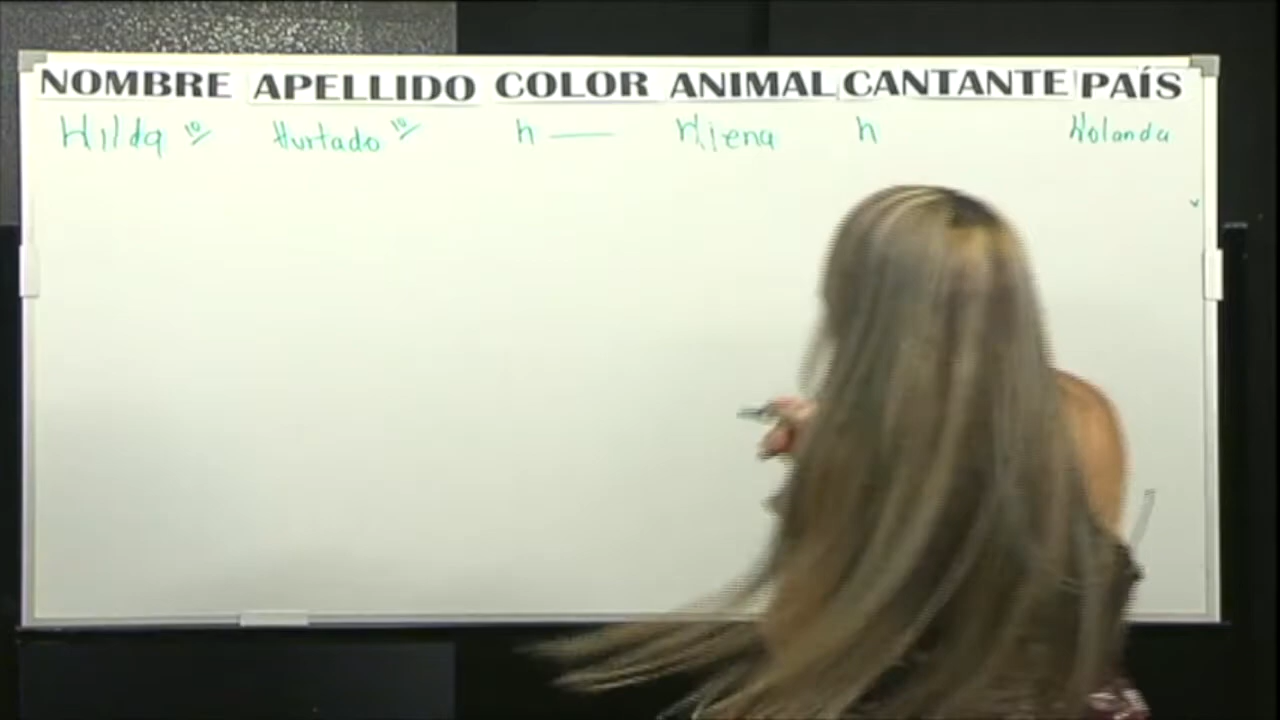 NOMBRE APELLIDO COLOR ANIMAL CANTANTE PAÍS
Hilda 10 Hurtado 10 h — Hiena h Holanda